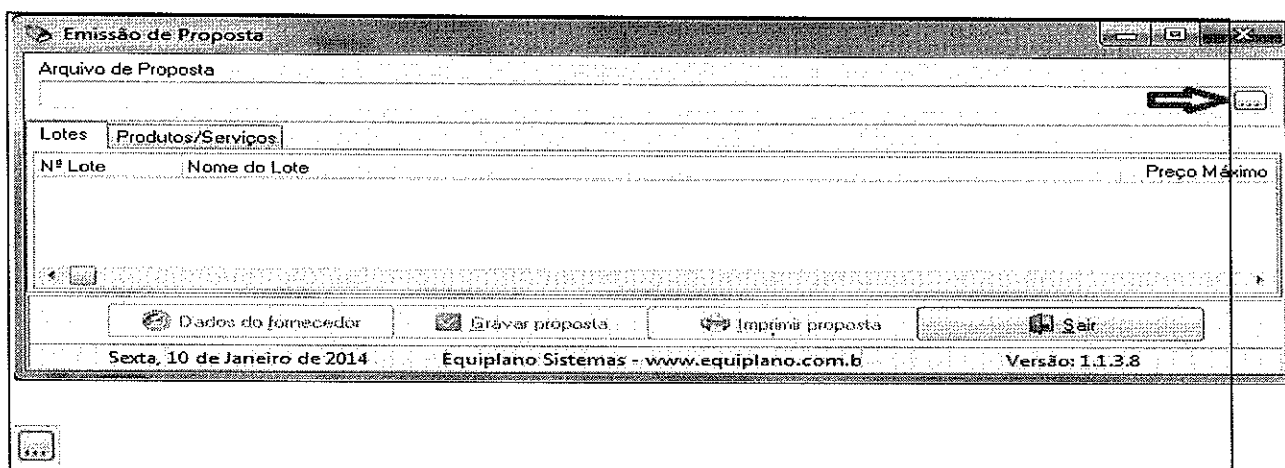 Emissão de Proposta
Arquivo de Proposta
...
Lotes Produtos/Serviços
Nº Lote Nome do Lote Preço Máximo
Dados do fornecedor Gravar proposta Imprimir proposta Sair
Sexta, 10 de Janeiro de 2014 Equiplano Sistemas - www.equiplano.com.b Versão: 1.1.3.8
...